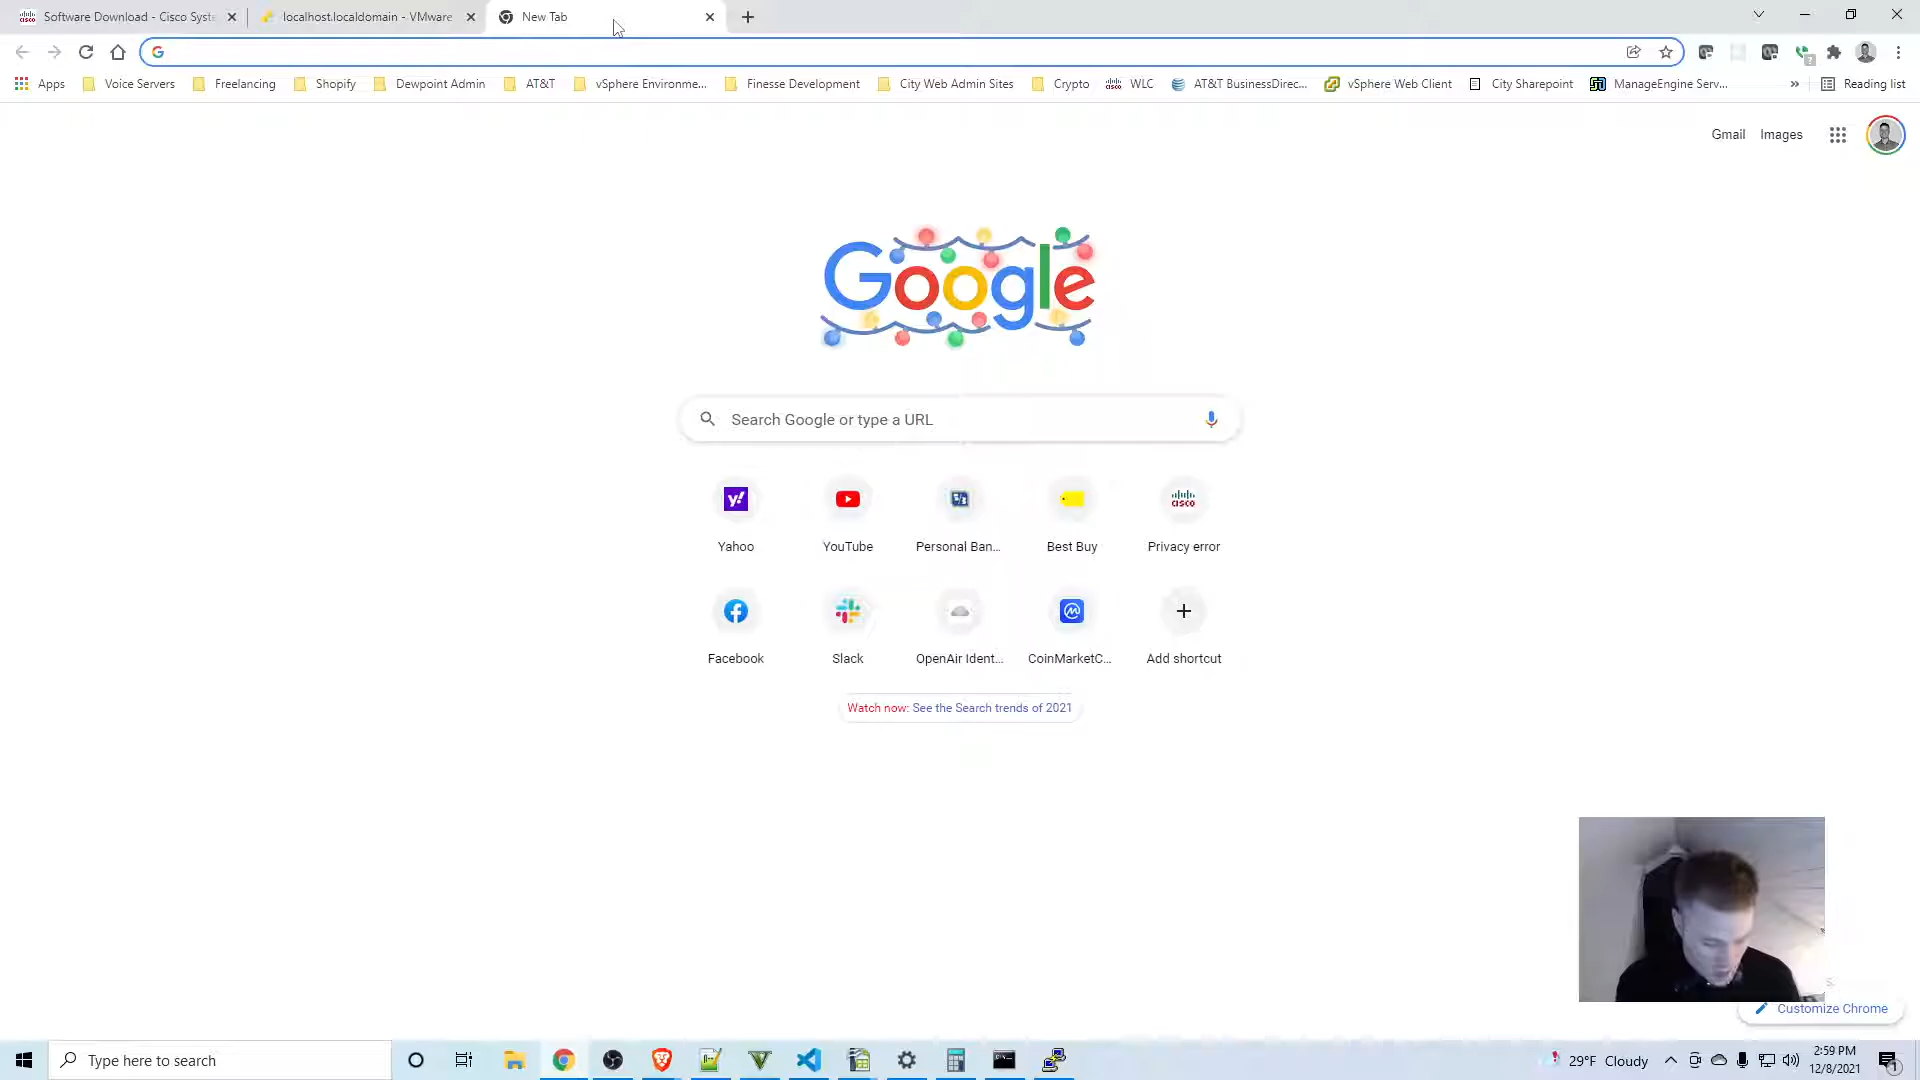 Software Download - Cisco Syste
localhost.localdomain - VMware
New Tab
Apps
Voice Servers
Freelancing
Shopify
Dewpoint Admin
AT&T
vSphere Environme...
Finesse Development
City Web Admin Sites
Crypto
WLC
AT&T BusinessDirec...
vSphere Web Client
City Sharepoint
ManageEngine Serv...
»
Reading list
Gmail
Images
Google
Search Google or type a URL
Yahoo
YouTube
Personal Ban...
Best Buy
Privacy error
Facebook
Slack
OpenAir Ident...
CoinMarketC...
Add shortcut
Watch now: See the Search trends of 2021
Customize Chrome
Type here to search
29°F Cloudy
2:59 PM
12/8/2021